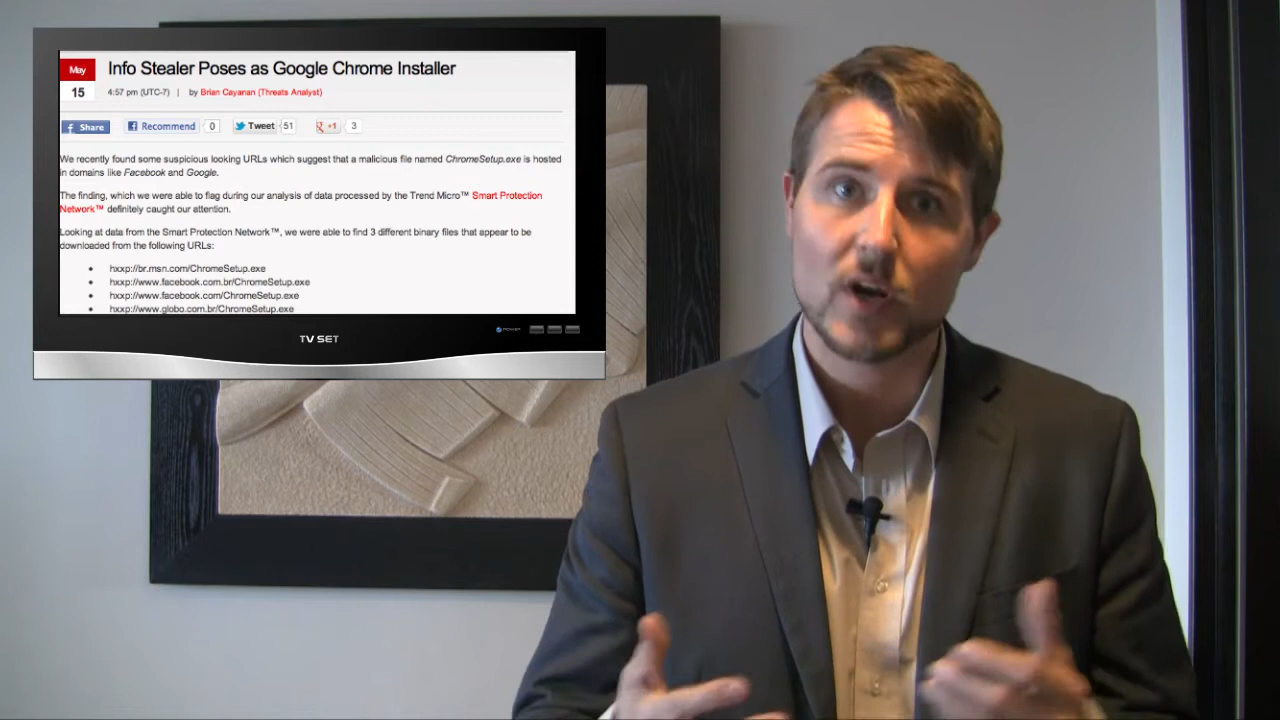 May
15
Info Stealer Poses as Google Chrome Installer
4:57 pm (UTC-7) | by Brian Cayanan (Threats Analyst)
f Share
Recommend 0
Tweet 51
+1 3
We recently found some suspicious looking URLs which suggest that a malicious file named ChromeSetup.exe is hosted
in domains like Facebook and Google.
The finding, which we were able to flag during our analysis of data processed by the Trend Micro™ Smart Protection
Network™ definitely caught our attention.
Looking at data from the Smart Protection Network™, we were able to find 3 different binary files that appear to be
downloaded from the following URLs:
• hxxp://br.msn.com/ChromeSetup.exe
• hxxp://www.facebook.com.br/ChromeSetup.exe
• hxxp://www.facebook.com/ChromeSetup.exe
• hxxp://www.globo.com.br/ChromeSetup.exe
POWER
TV SET